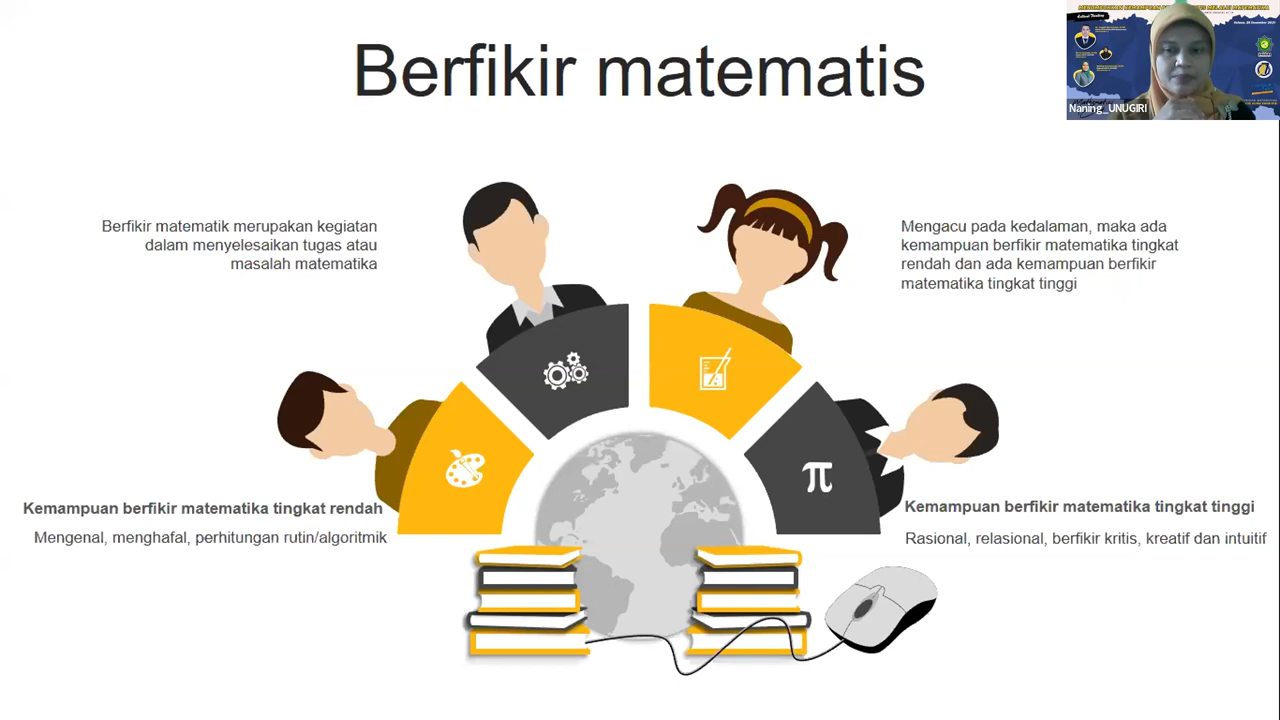 Berfikir matematis
Naning_UNUGIRI
Berfikir matematik merupakan kegiatan
dalam menyelesaikan tugas atau
masalah matematika
Mengacu pada kedalaman, maka ada
kemampuan berfikir matematika tingkat
rendah dan ada kemampuan berfikir
matematika tingkat tinggi
π
Kemampuan berfikir matematika tingkat rendah
Mengenal, menghafal, perhitungan rutin/algoritmik
Kemampuan berfikir matematika tingkat tinggi
Rasional, relasional, berfikir kritis, kreatif dan intuitif